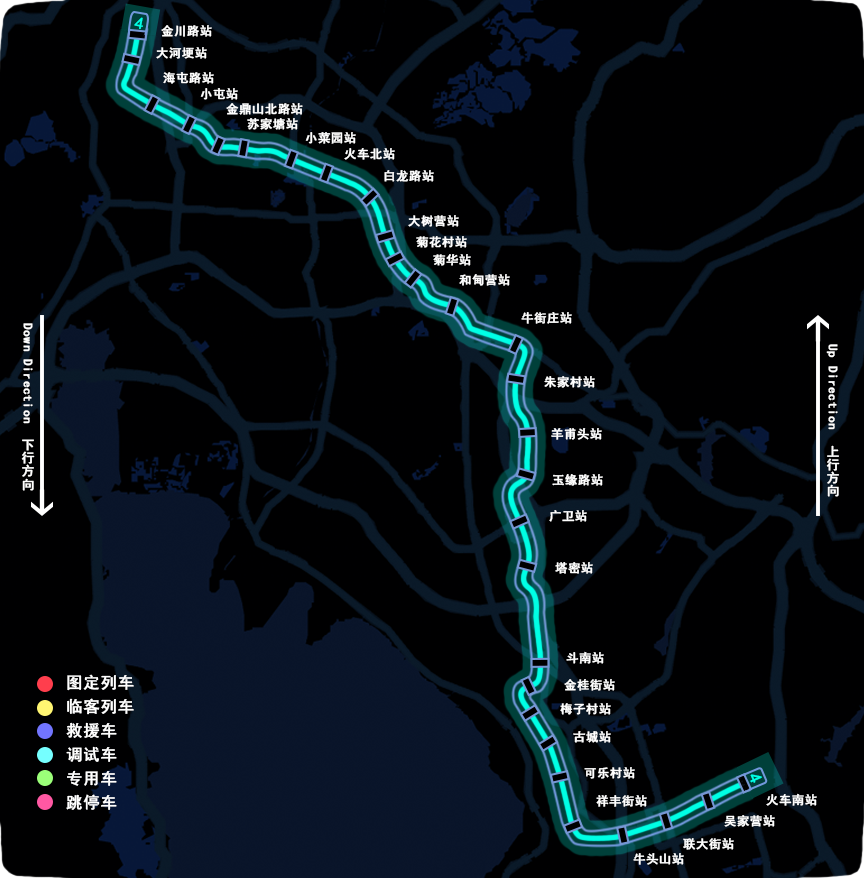 4
金川路站
大河埂站
海屯路站
小屯站
金鼎山北路站
苏家塘站
小菜园站
火车北站
白龙路站
大树营站
菊花村站
菊华站
和甸营站
牛街庄站
朱家村站
羊甫头站
玉缘路站
广卫站
塔密站
斗南站
金桂街站
梅子村站
古城站
可乐村站
祥丰街站
牛头山站
联大街站
吴家营站
火车南站
4
Down Direction 下行方向
Up Direction 上行方向
图定列车
临客列车
救援车
调试车
专用车
跳停车